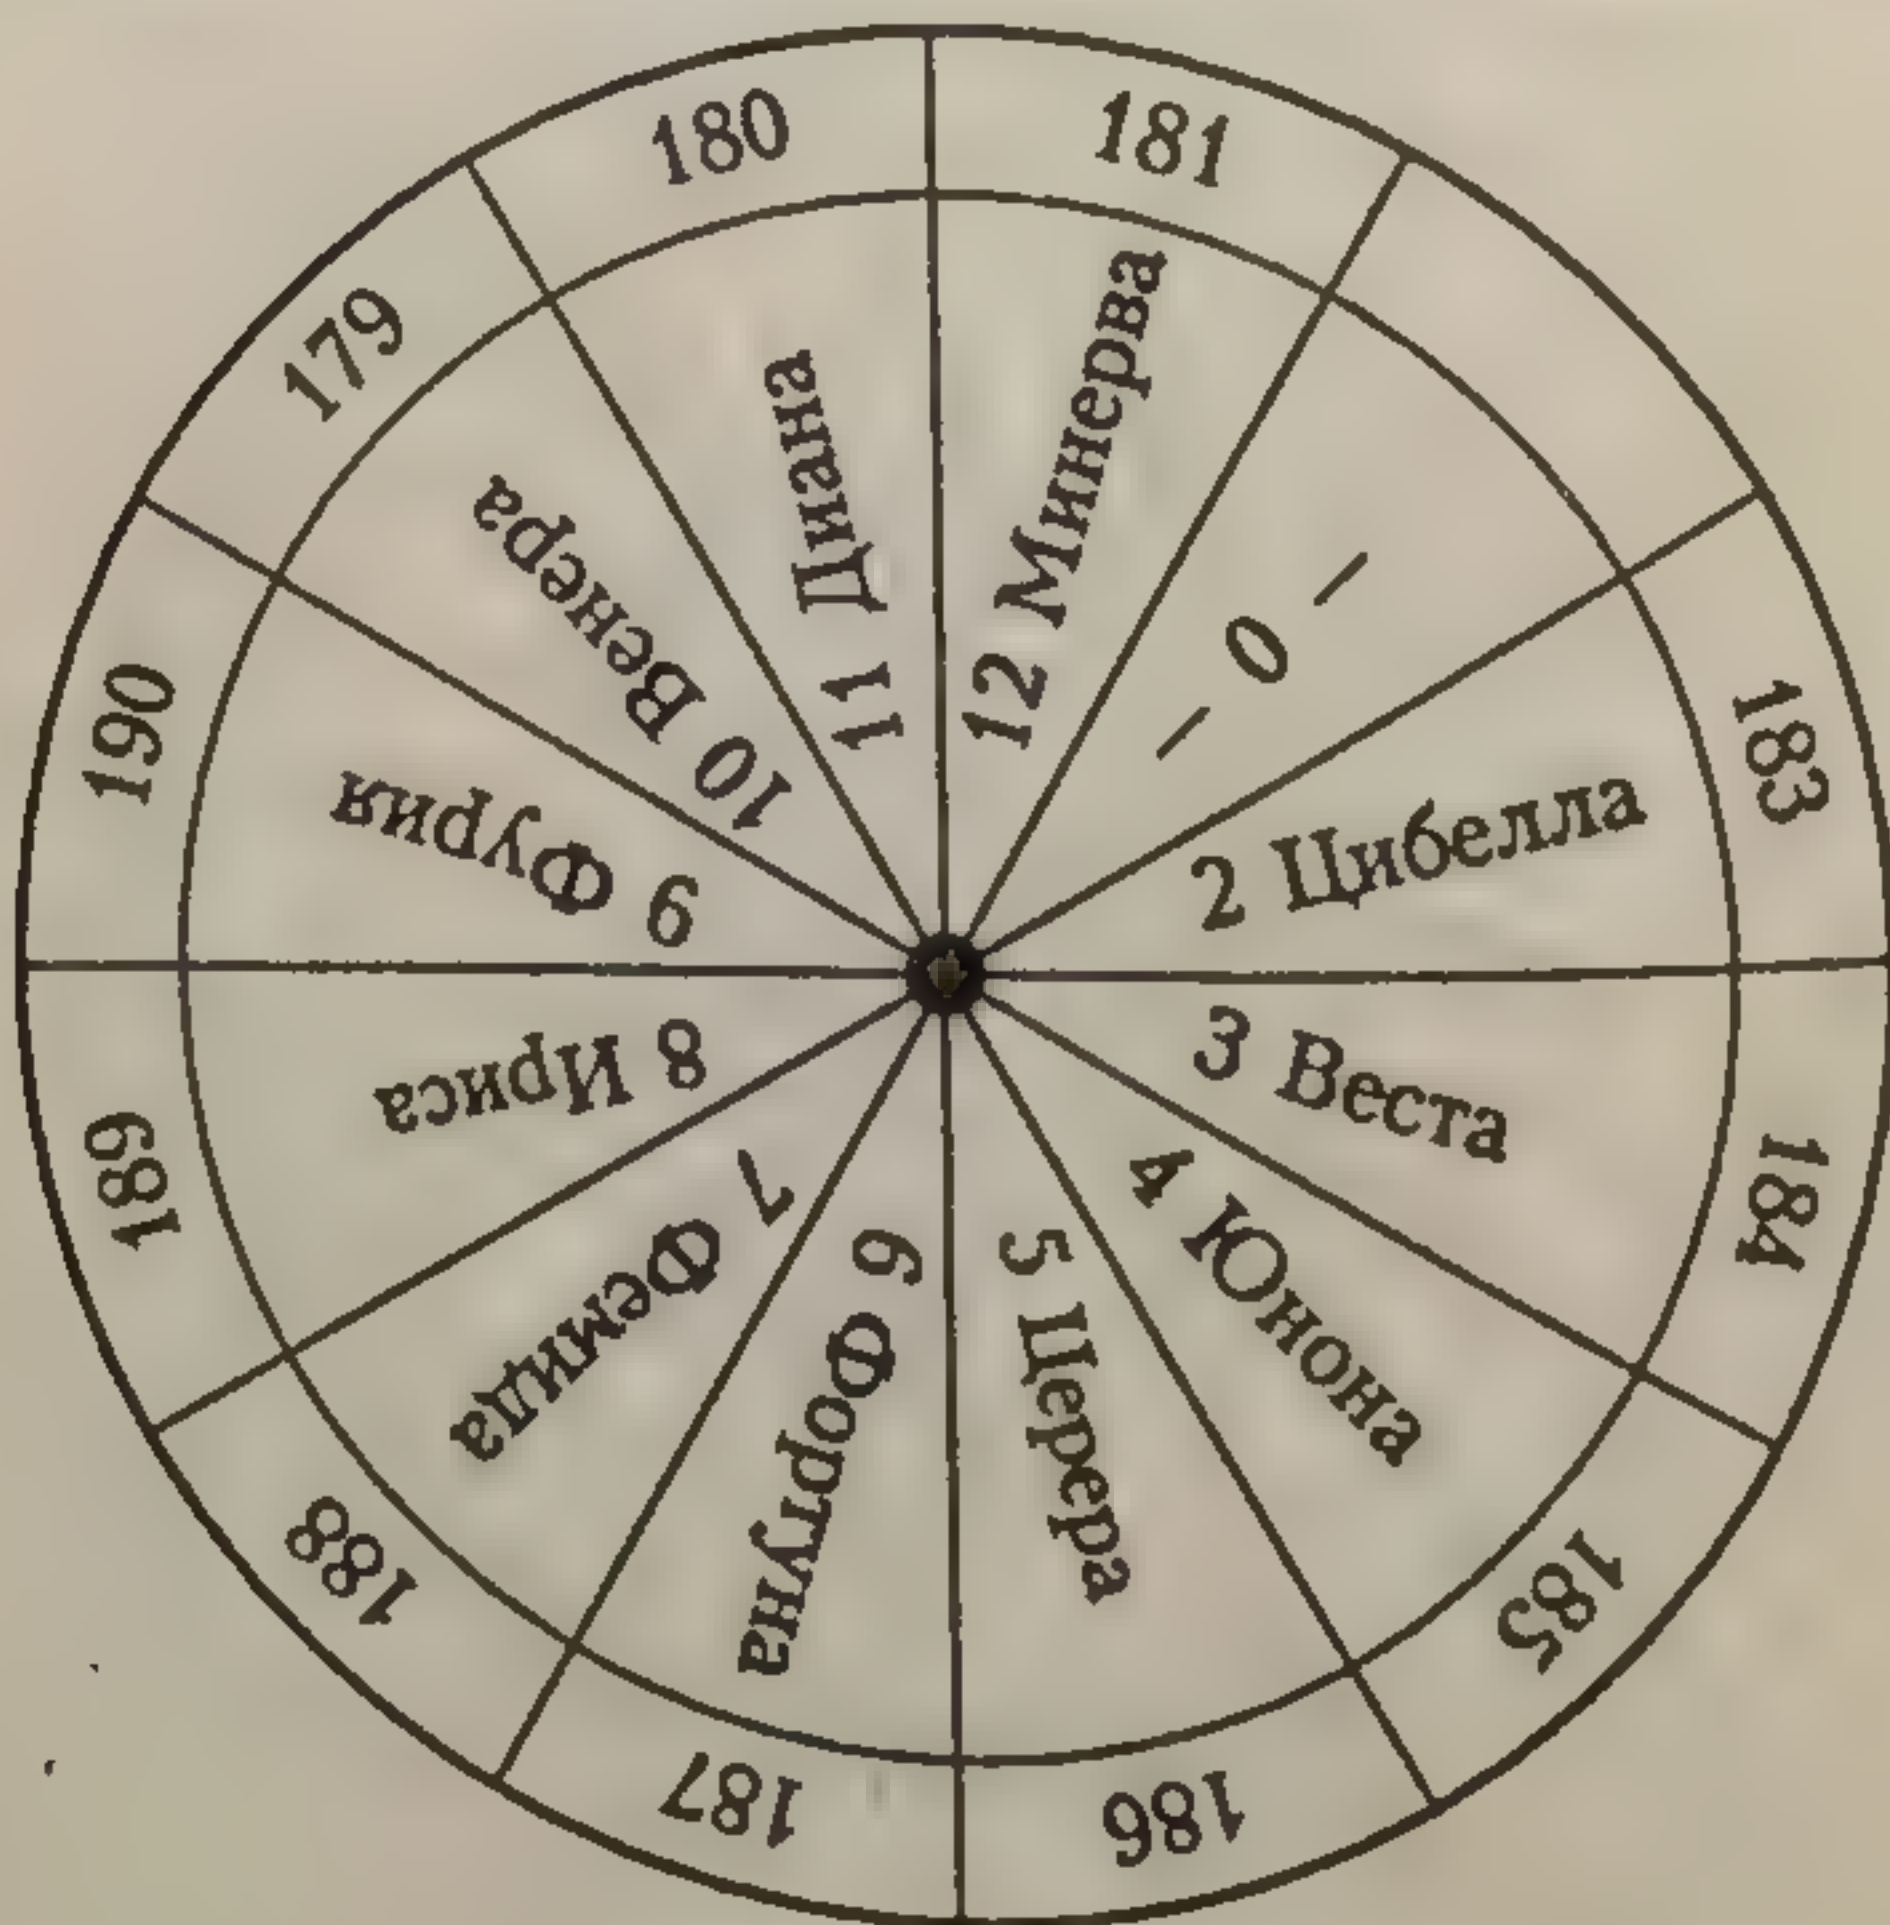 181
12 Минерва
– 0 –
183
2 Цибелла
184
3 Веста
185
4 Юнона
186
5 Церера
187
6 Фортуна
188
7 Фемида
189
8 Ириса
190
9 Фурия
179
10 Венера
180
11 Диана